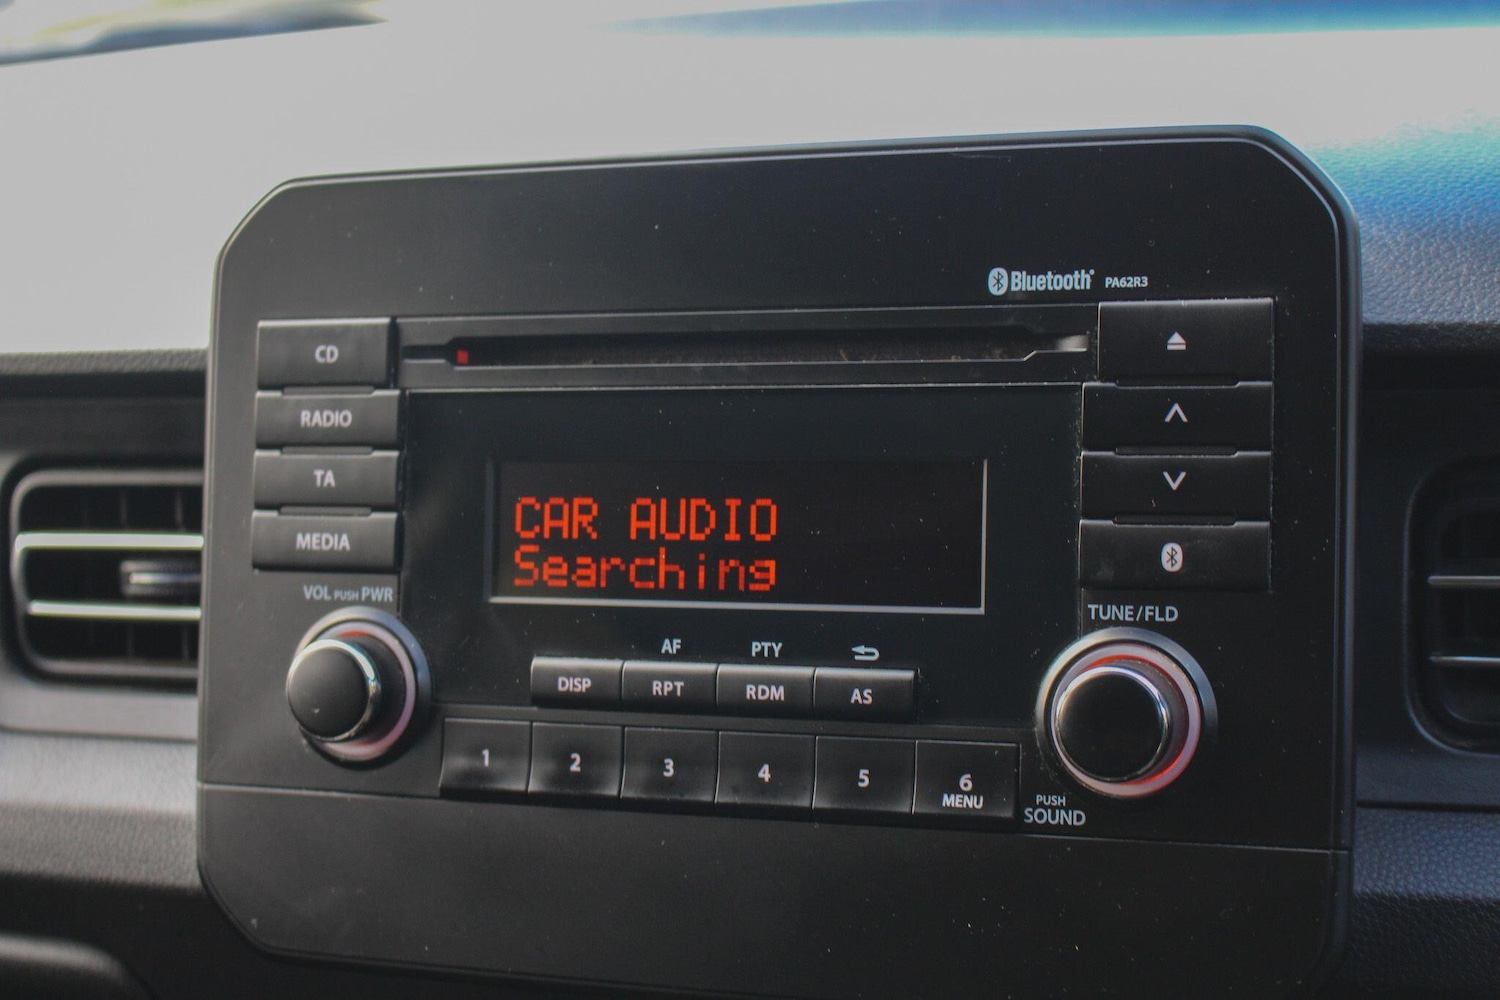 Bluetooth® PA62R3
CD
RADIO
TA
MEDIA
CAR AUDIO
Searching
VOL PUSH PWR
TUNE/FLD
AF PTY
DISP RPT RDM AS
1 2 3 4 5 6
MENU
PUSH
SOUND